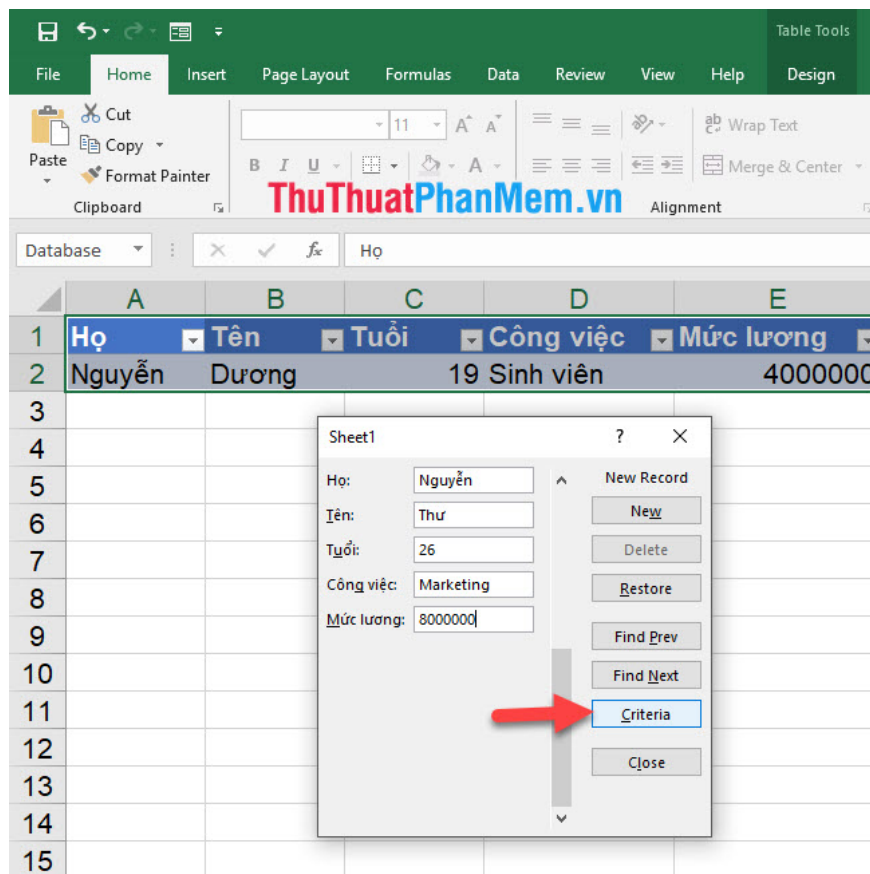 Table Tools
File Home Insert Page Layout Formulas Data Review View Help Design
Cut
Copy
Format Painter
Paste
Clipboard
11
A A
B I U A
ab
c
Wrap Text
Merge & Center
Alignment
ThuThuatPhanMem.vn
Database fx Họ
A B C D E
1 Họ Tên Tuổi Công việc Mức lương
2 Nguyễn Dương 19 Sinh viên 4000000
3
4
5
6
7
8
9
10
11
12
13
14
15
Sheet1 ?
Họ: Nguyễn
Tên: Thư
Tuổi: 26
Công việc: Marketing
Mức lương: 8000000
New Record
New
Delete
Restore
Find Prev
Find Next
Criteria
Close